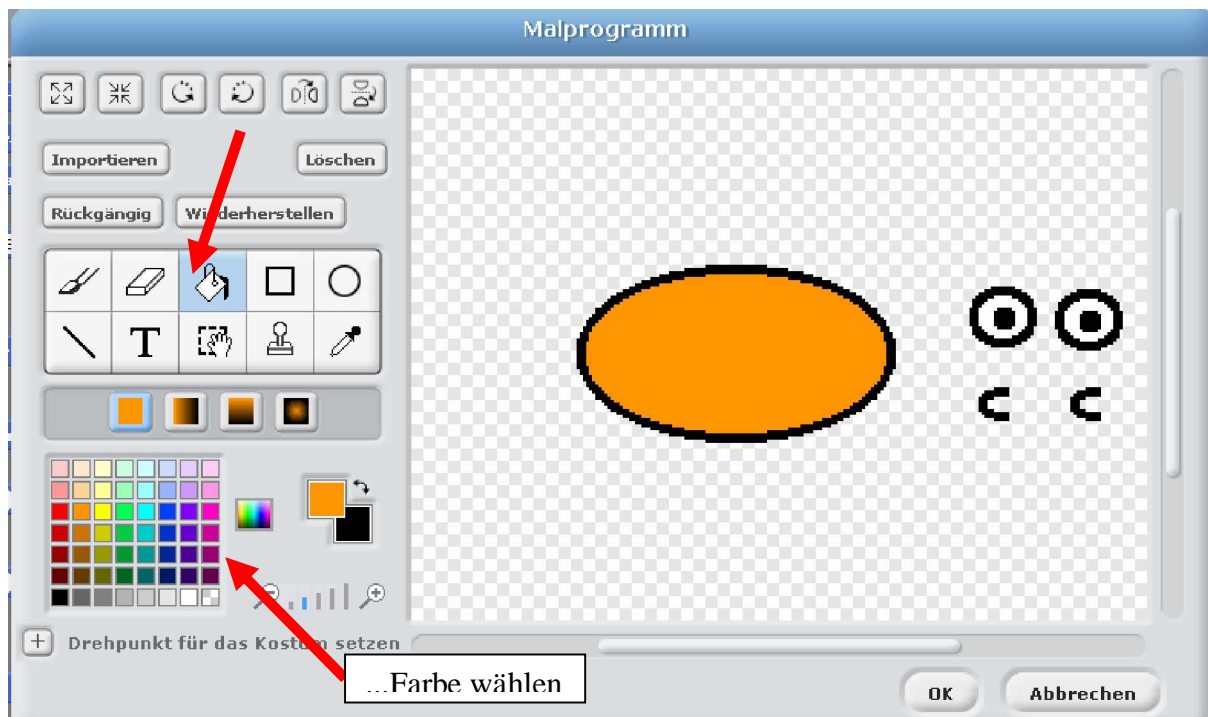 Malprogramm
Importieren
Löschen
Rückgängig
Wiederherstellen
T
Drehpunkt für das Kostüm setzen
...Farbe wählen
OK
Abbrechen